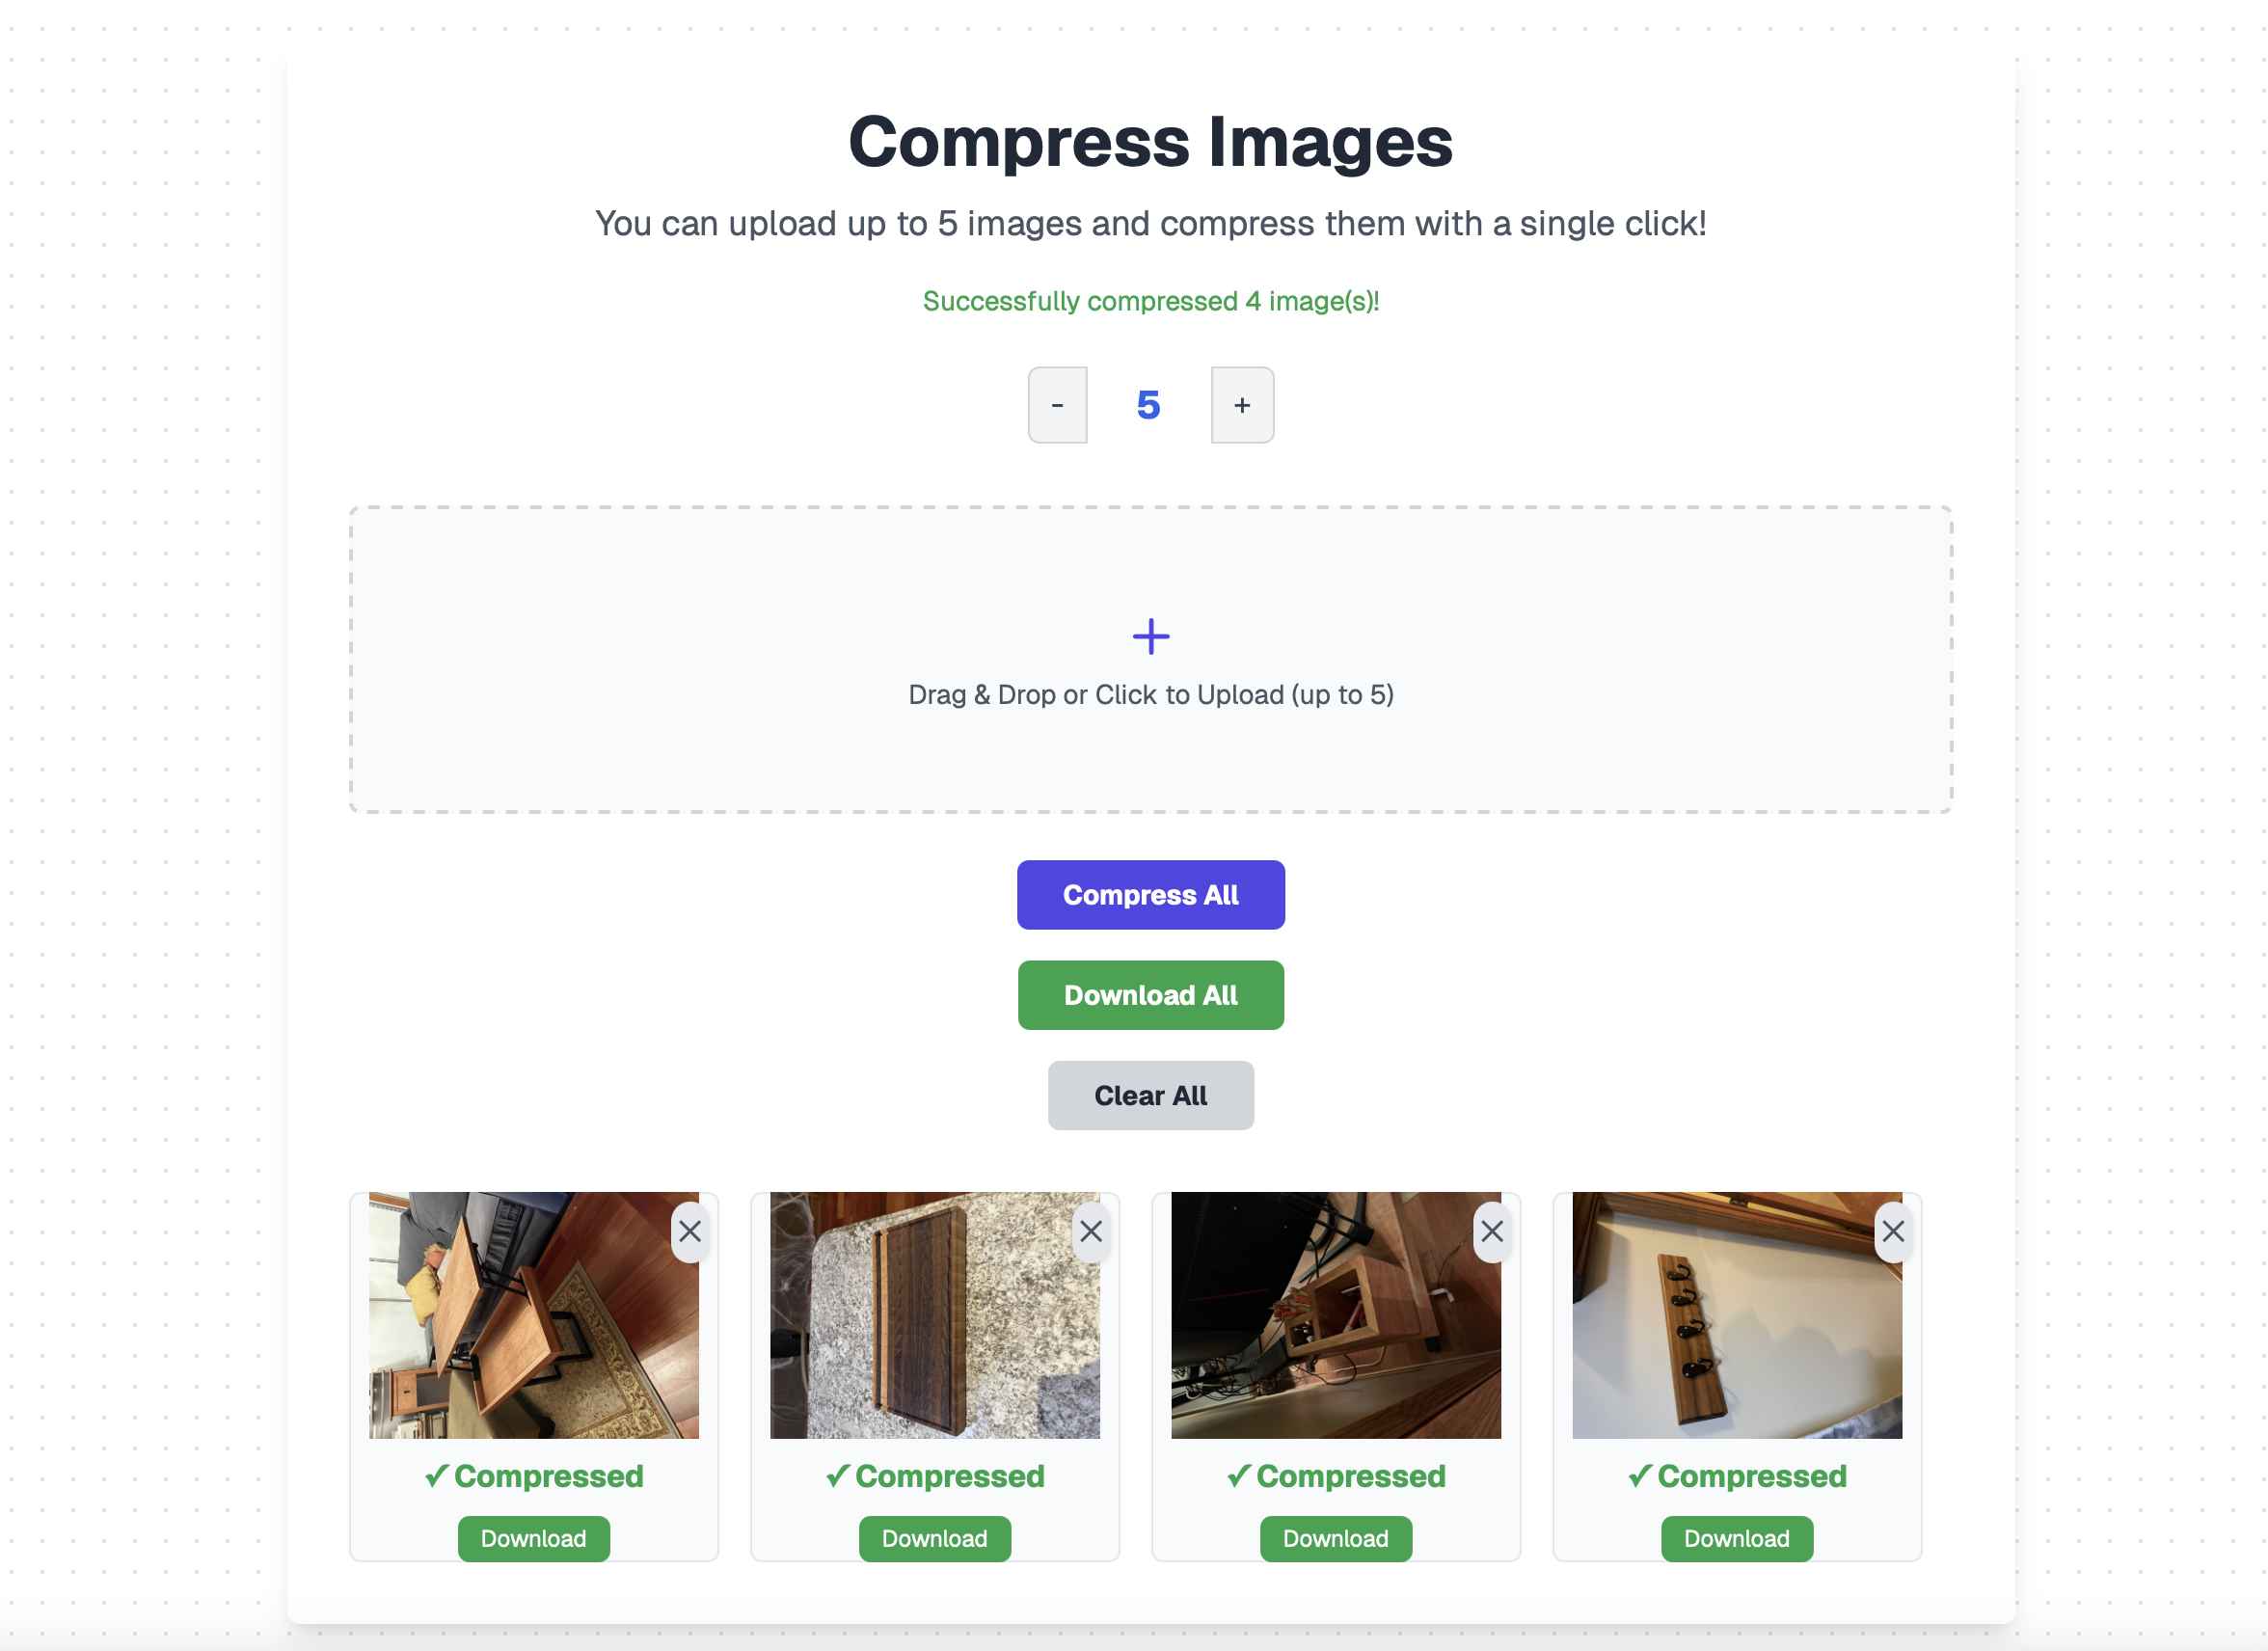 Compress Images
You can upload up to 5 images and compress them with a single click!
Successfully compressed 4 image(s)!
- 5 +
Drag & Drop or Click to Upload (up to 5)
Compress All
Download All
Clear All
✓ Compressed ✓ Compressed ✓ Compressed ✓ Compressed
Download Download Download Download